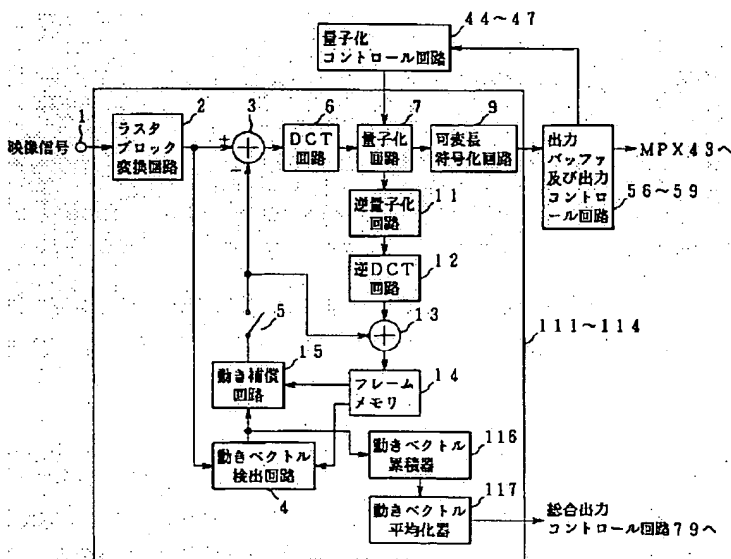 44~47
量子化
コントロール回路
1
映像信号
2
ラスタ
ブロック
変換回路
3
+
-
6
DCT
回路
7
量子化
回路
9
可変長
符号化回路
出力
バッファ
及び出力
コントロ
ール回路
MPX43へ
56~59
11
逆量子化
回路
12
逆DCT
回路
5
13
111~114
15
動き補償
回路
14
フレーム
メモリ
動きベクトル
検出回路
4
116
動きベクトル
累積器
117
動きベクトル
平均化器
総合出力
コントロール回路79へ